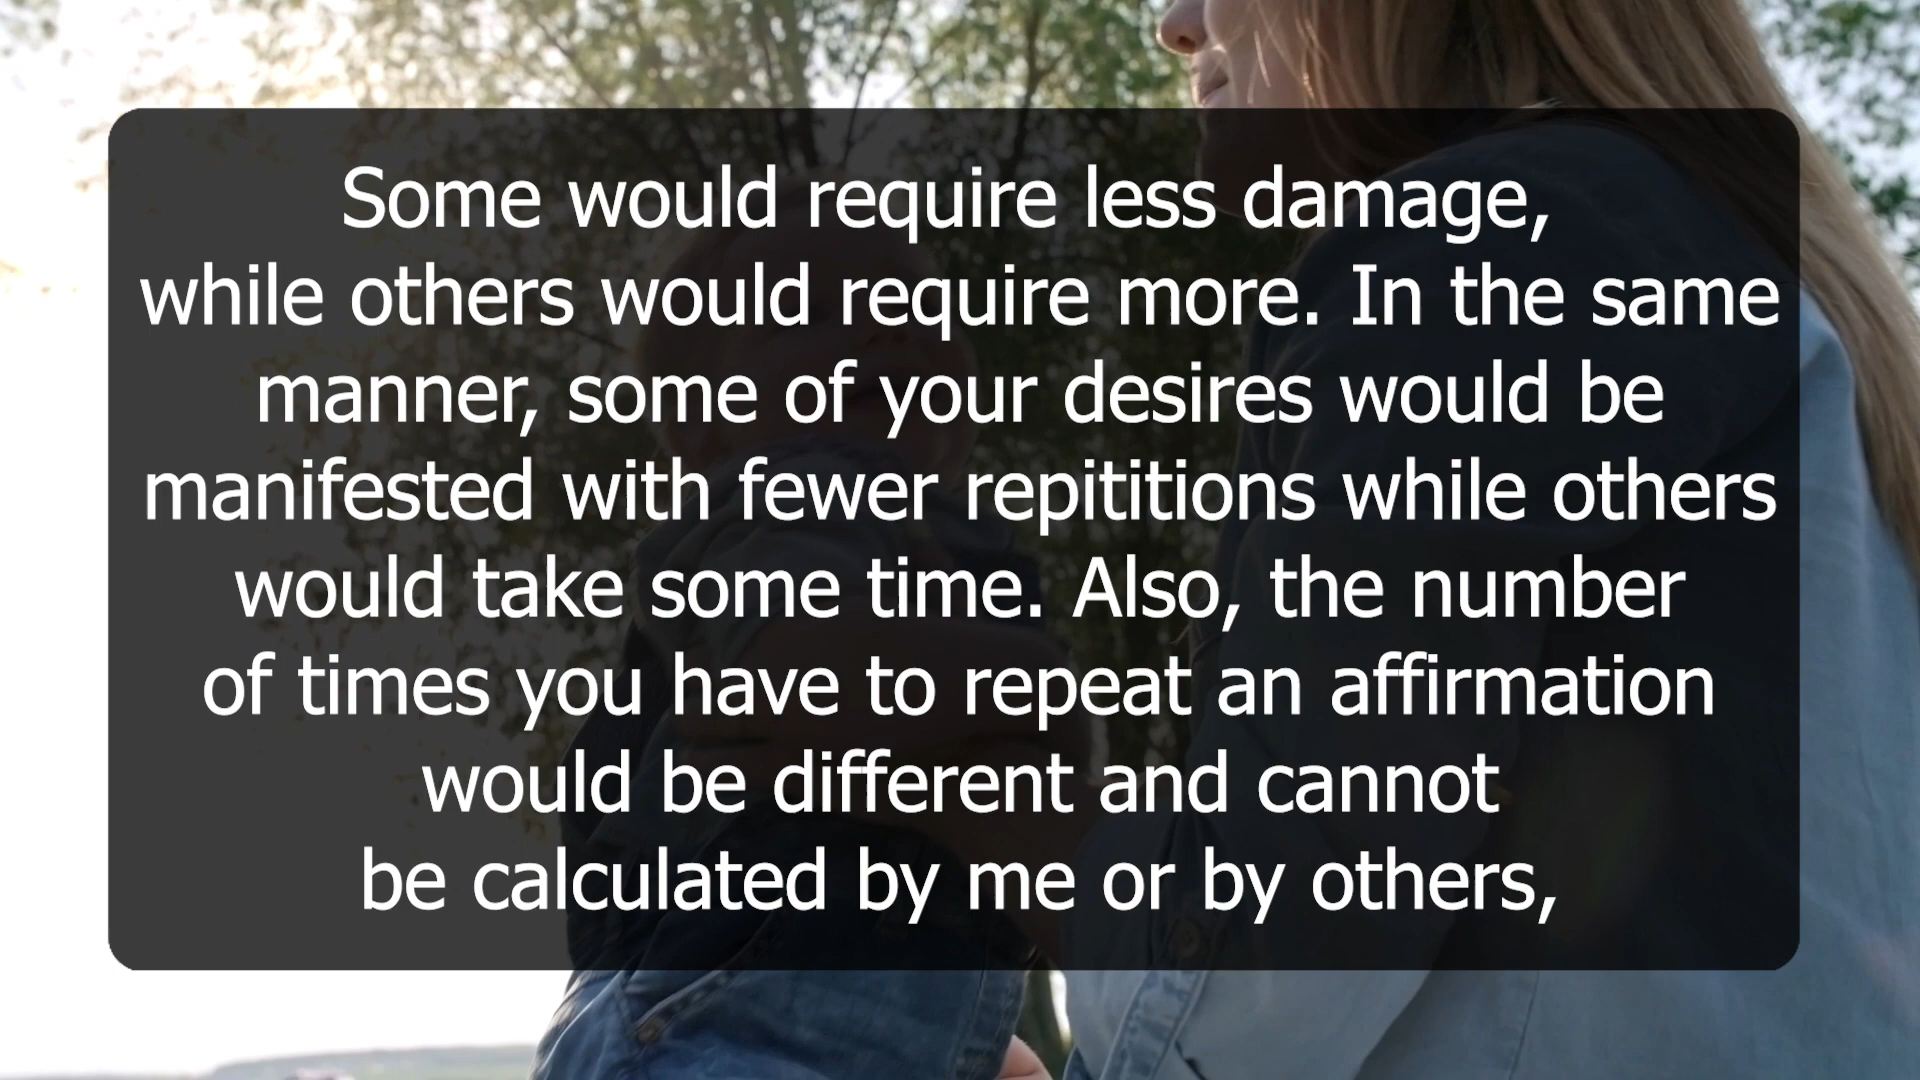 Some would require less damage,
while others would require more. In the same
manner, some of your desires would be
manifested with fewer repititions while others
would take some time. Also, the number
of times you have to repeat an affirmation
would be different and cannot
be calculated by me or by others,